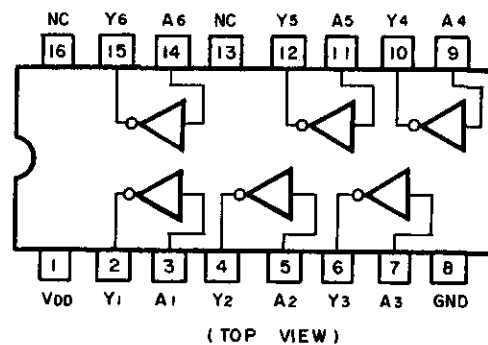 NC Y6 A6 NC Y5 A5 Y4 A4
16 15 14 13 12 11 10 9
1 2 3 4 5 6 7 8
VDD Y1 A1 Y2 A2 Y3 A3 GND
(TOP VIEW)